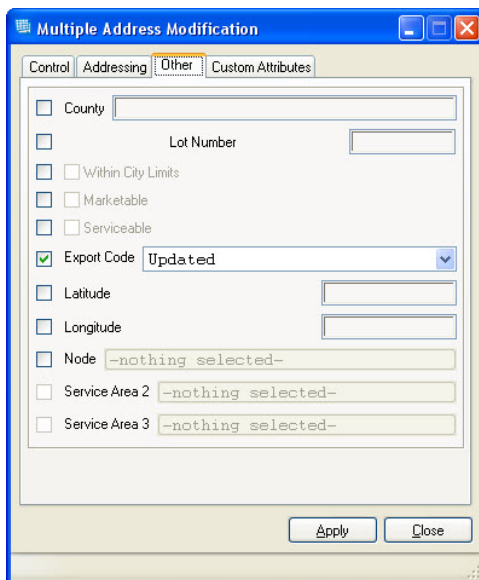 Multiple Address Modification
Control Addressing Other Custom Attributes
County
Lot Number
Within City Limits
Marketable
Serviceable
Export Code Updated
Latitude
Longitude
Node -nothing selected-
Service Area 2 -nothing selected-
Service Area 3 -nothing selected-
Apply Close